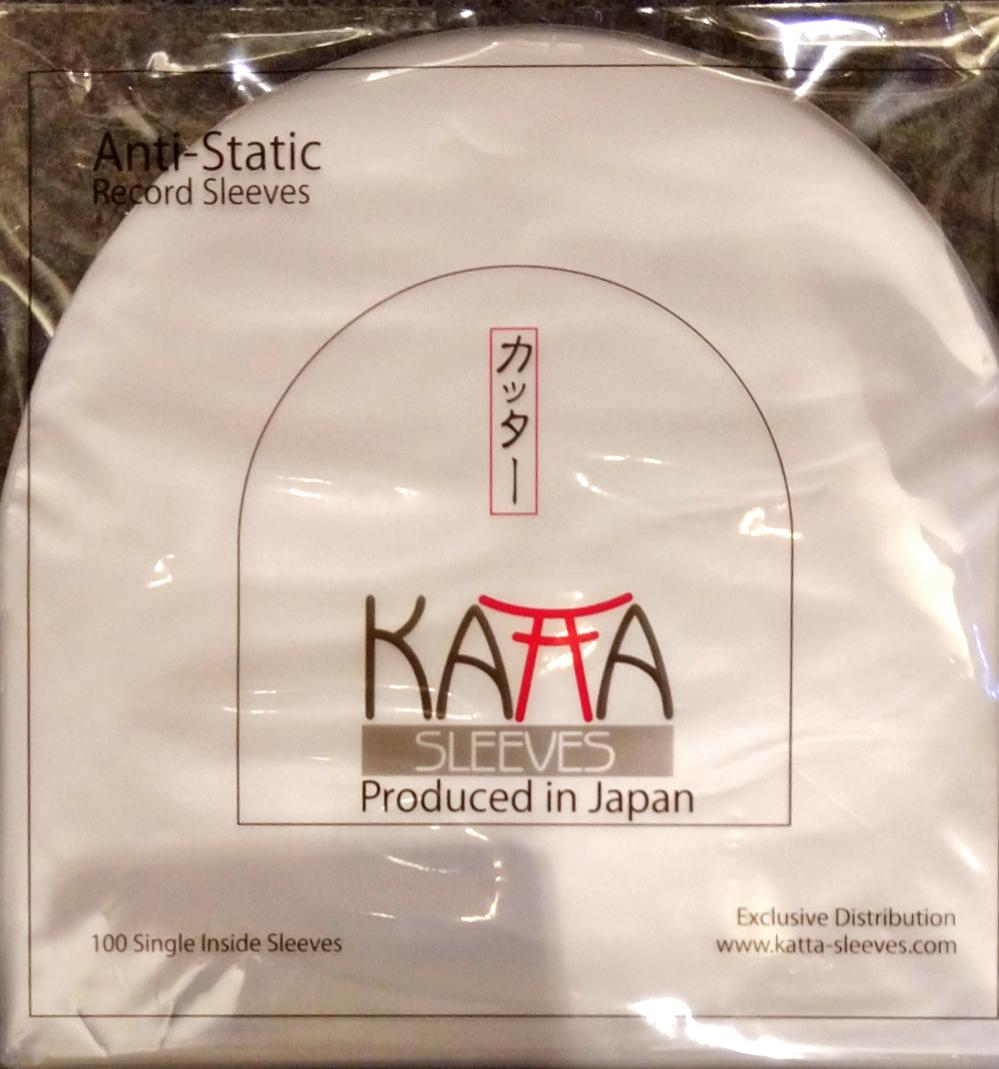 Anti-Static
Record Sleeves
カッター
KATTA
SLEEVES
Produced in Japan
100 Single Inside Sleeves
Exclusive Distribution
www.katta-sleeves.com